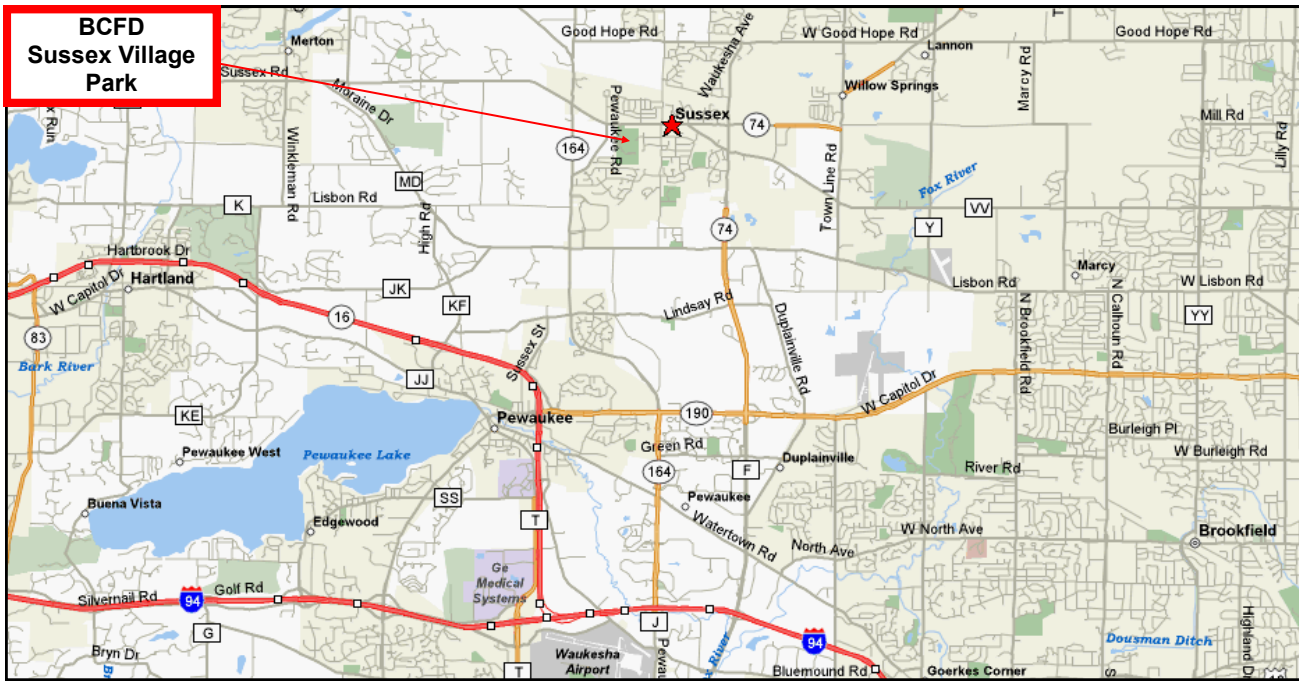 BCFD
Sussex Village
Park
Merton
Good Hope Rd
Waukesha Ave
W Good Hope Rd
Lannon
Good Hope Rd
Sussex Rd
Moraine Dr
Pewaukee Rd
Sussex
Willow Springs
Marcy Rd
Mill Rd
Lilly Rd
74
164
Winkleman Rd
MD
K
Lisbon Rd
High Rd
Town Line Rd
Fox River
VV
Y
74
Hartbrook Dr
Hartland
W Capitol Dr
JK
KF
Lindsay Rd
Duplainville Rd
Lisbon Rd
Marcy
W Lisbon Rd
N Brookfield Rd
N Calhoun Rd
YY
83
16
Sussex St
Bark River
JJ
W Capitol Dr
KE
Pewaukee
190
Burleigh Pl
Pewaukee West
Pewaukee Lake
Green Rd
164
F
Duplainville
River Rd
W Burleigh Rd
Buena Vista
SS
Pewaukee
Edgewood
T
Watertown Rd
North Ave
W North Ave
Brookfield
Ge
Medical
Systems
Silvernail Rd
94
Golf Rd
G
J
94
Bryn Dr
T
Waukesha
Airport
Bluemound Rd
Goerkes Corner
Dousman Ditch
Highland Dr